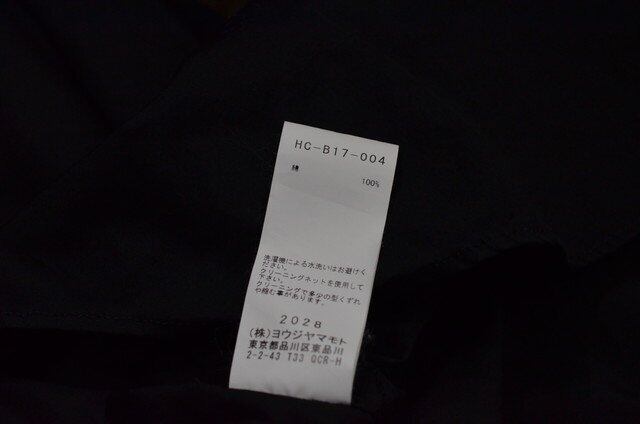 HC-B17-004
綿 100%
洗濯機による水洗いはお避けく
ださい。
クリーニングネットを使用して
下さい。
クリーニングで多少の型くずれ
や縮む事があります。
2028
(株)ヨウジヤマモト
東京都品川区東品川
2-2-43 T33 QCR-H